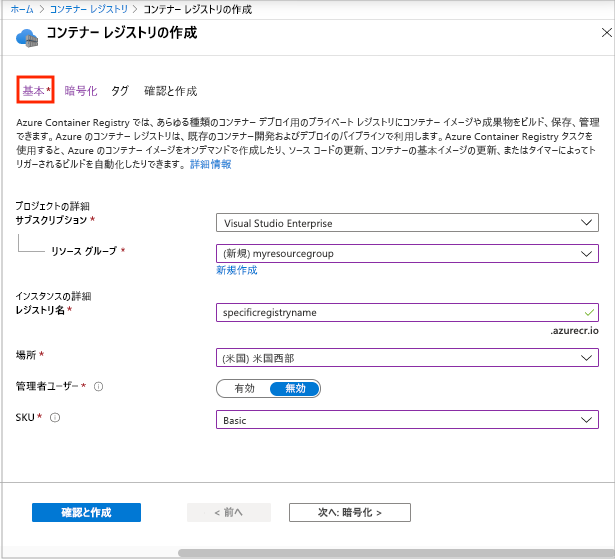 ホーム > コンテナー レジストリ > コンテナー レジストリの作成
コンテナー レジストリの作成
基本* 暗号化 タグ 確認と作成
Azure Container Registry では、あらゆる種類のコンテナー デプロイ用のプライベート レジストリにコンテナー イメージや成果物をビルド、保存、管理
できます。Azure のコンテナー レジストリは、既存のコンテナー開発およびデプロイのパイプラインで利用します。Azure Container Registry タスクを
使用すると、Azure のコンテナー イメージをオンデマンドで作成したり、ソース コードの更新、コンテナーの基本イメージの更新、またはタイマーによってト
リガーされるビルドを自動化したりできます。 詳細情報
プロジェクトの詳細
サブスクリプション * Visual Studio Enterprise
リソース グループ * (新規) myresourcegroup
新規作成
インスタンスの詳細
レジストリ名 * specificregistryname
.azurecr.io
場所 * (米国) 米国西部
管理者ユーザー * 有効 無効
SKU * Basic
確認と作成 < 前へ 次へ: 暗号化 >